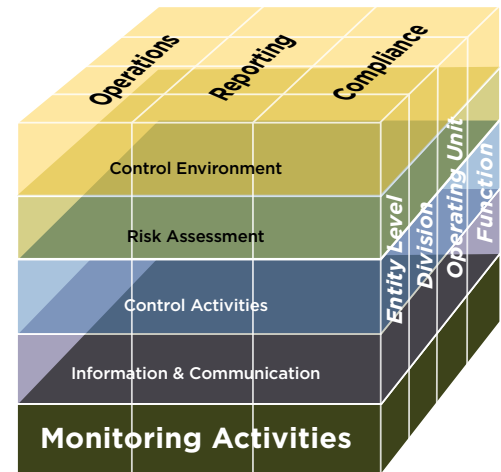 Operations
Reporting
Compliance
Control Environment
Risk Assessment
Control Activities
Information & Communication
Monitoring Activities
Entity Level
Division
Operating Unit
Function